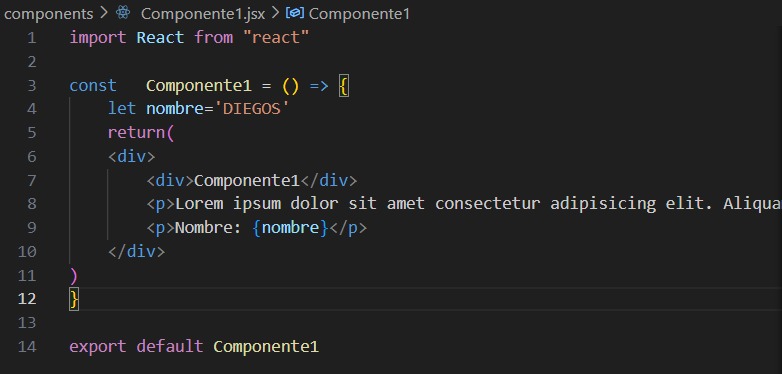 components > Componente1.jsx > Componente1
1 import React from "react"
2
3 const   Componente1 = () => {
4     let nombre='DIEGOS'
5     return(
6     <div>
7         <div>Componente1</div>
8         <p>Lorem ipsum dolor sit amet consectetur adipisicing elit. Aliqua
9         <p>Nombre: {nombre}</p>
10     </div>
11 )
12 }
13
14 export default Componente1